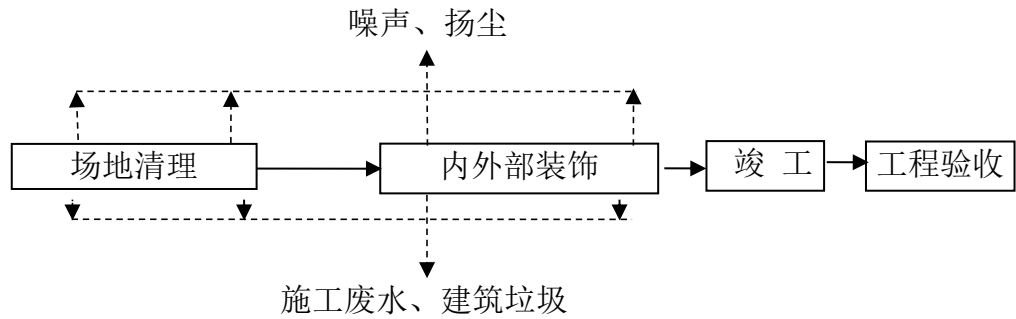 噪声、扬尘
场地清理
内外部装饰
竣 工
工程验收
施工废水、建筑垃圾